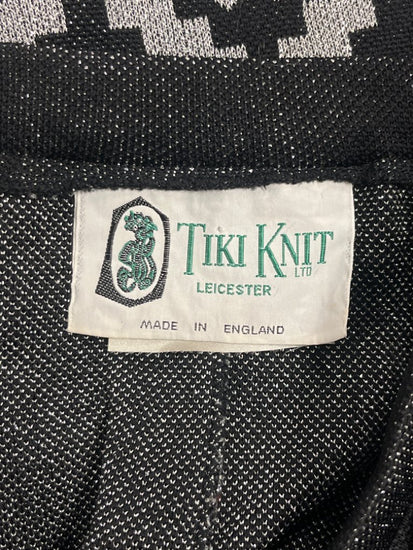 TIKI KNIT
LTD
LEICESTER
MADE IN ENGLAND